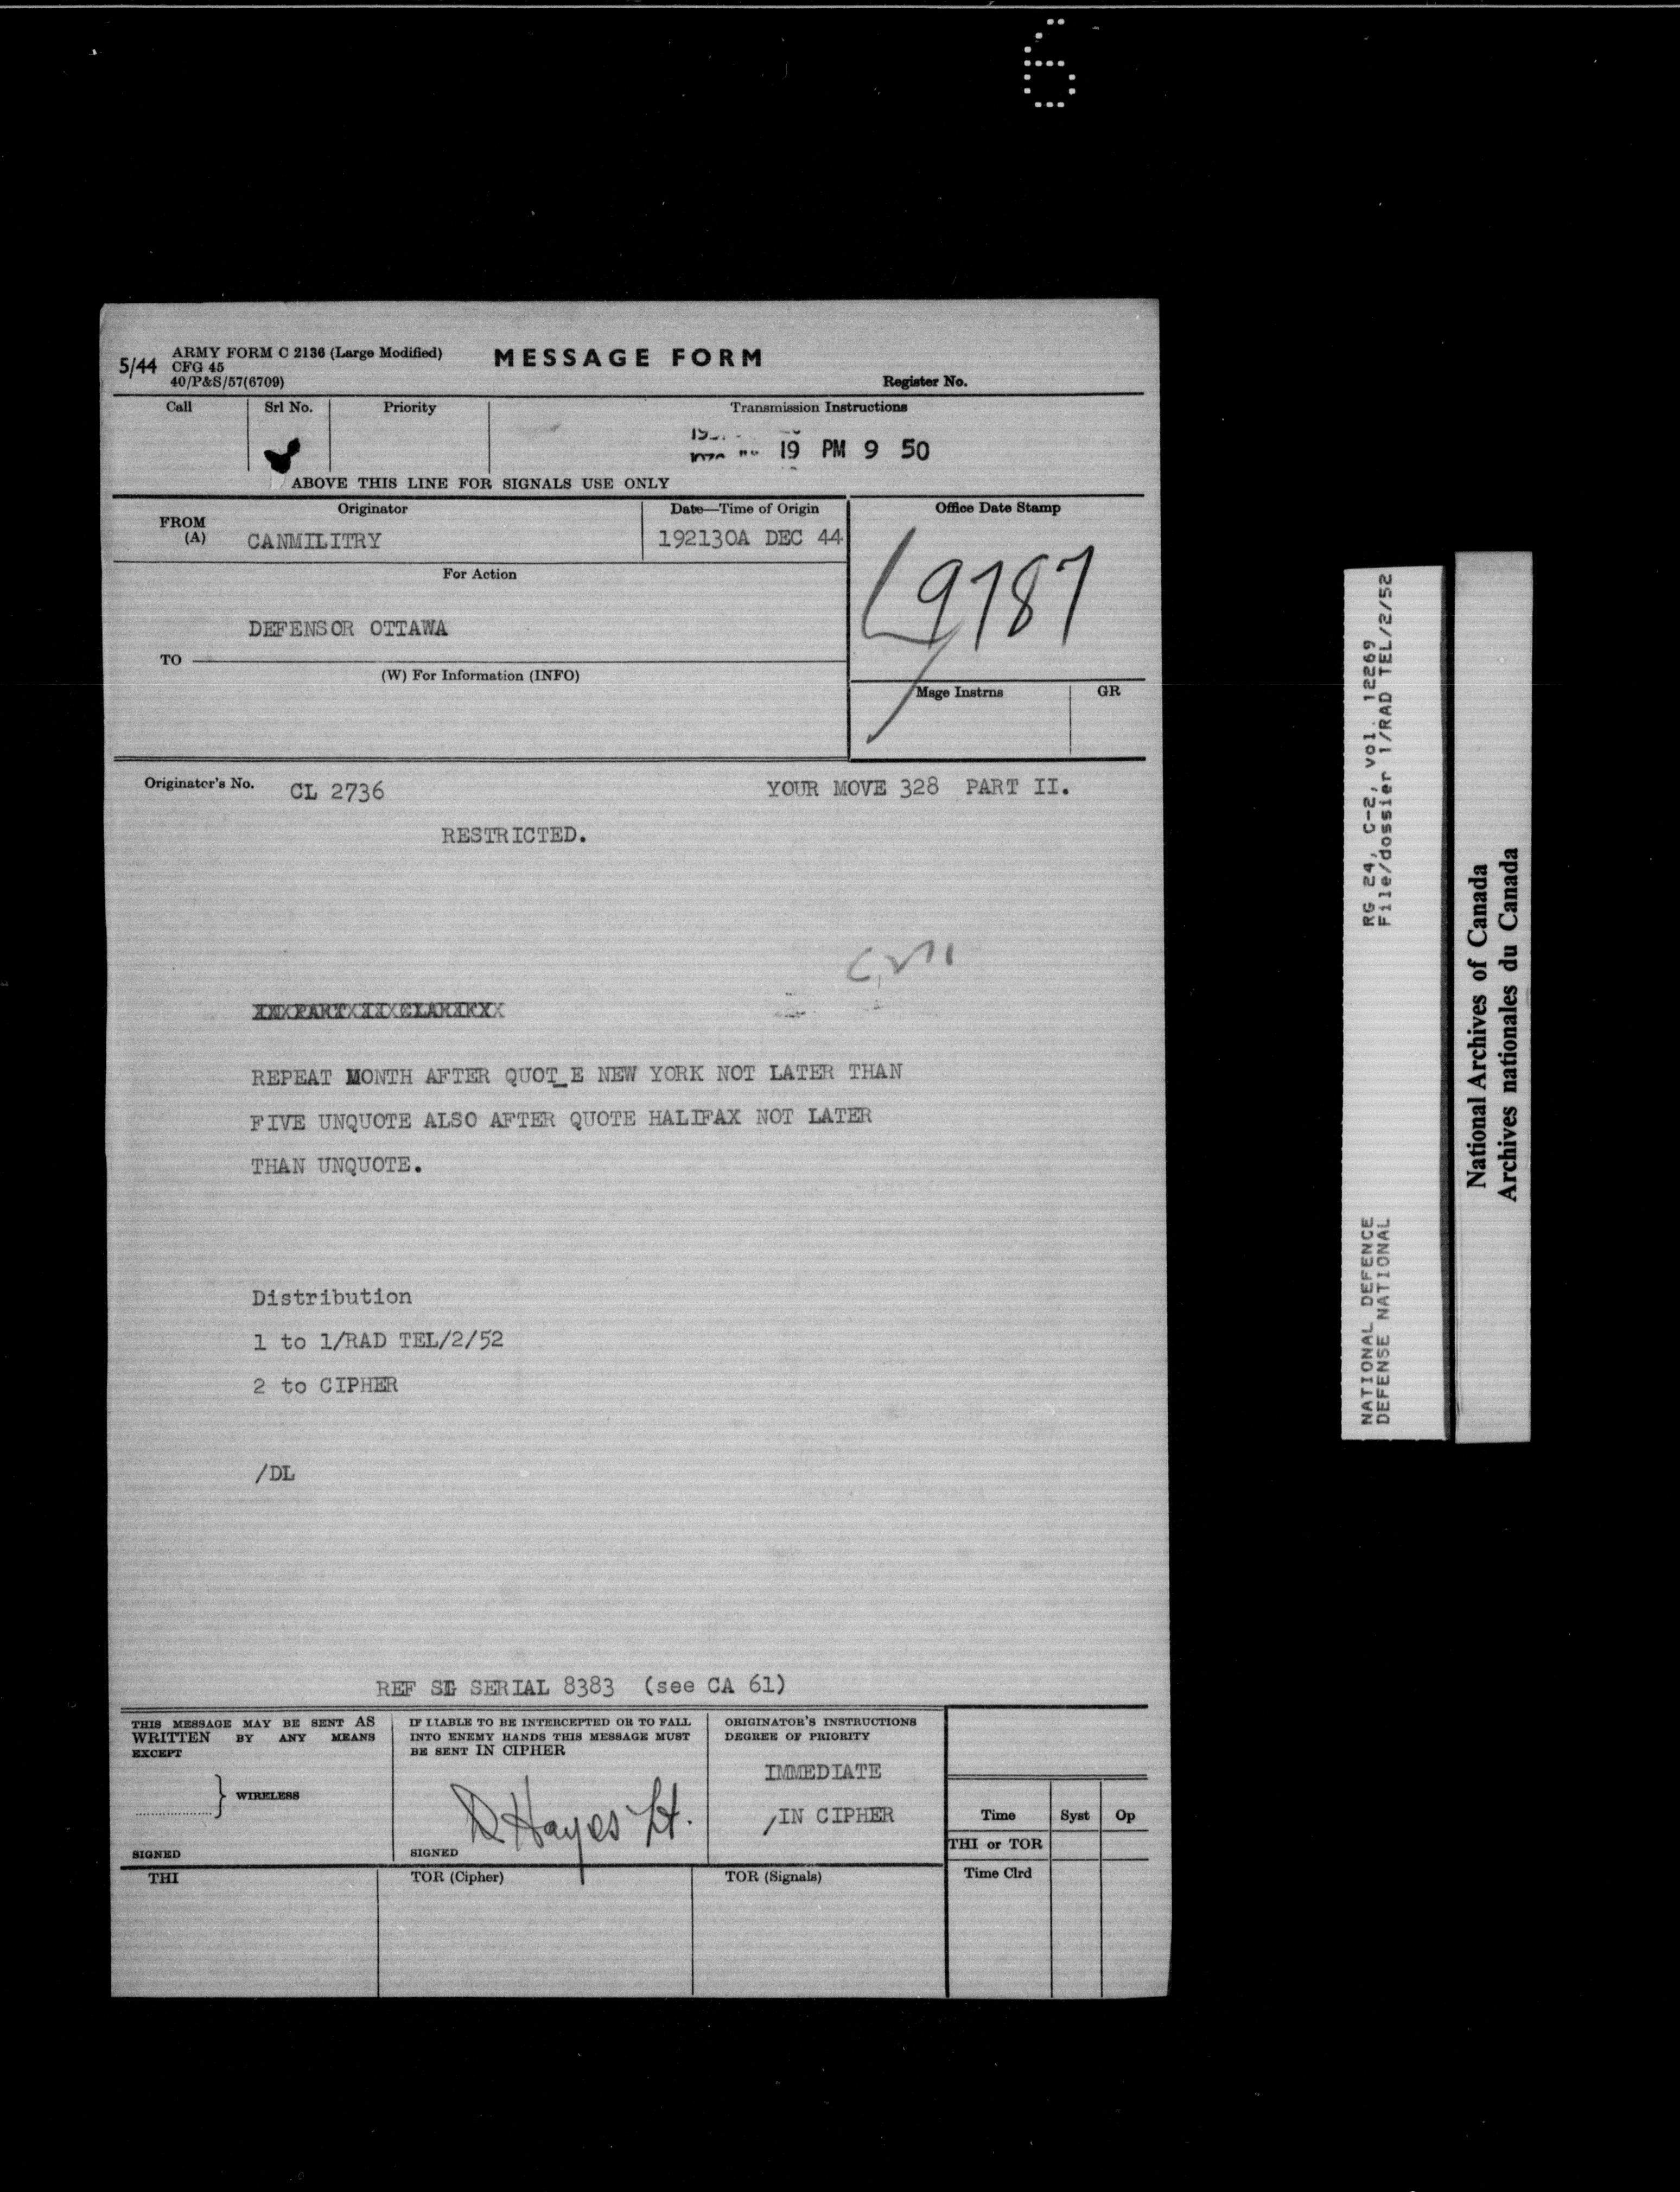 6
5/44 ARMY FORM C 2136 (Large Modified)
CFG 45
40/P&S/57(6709)
MESSAGE FORM
Register No.
Call Srl No. Priority Transmission Instructions
19 PM 9 50
ABOVE THIS LINE FOR SIGNALS USE ONLY
FROM (A) Originator Date—Time of Origin Office Date Stamp
CANMILITRY 192130A DEC 44
For Action
9787
DEFENSOR OTTAWA
TO
(W) For Information (INFO)
Msge Instrns GR
Originator's No. CL 2736 YOUR MOVE 328 PART II.
RESTRICTED.
REPEAT MONTH AFTER QUOT_E NEW YORK NOT LATER THAN
FIVE UNQUOTE ALSO AFTER QUOTE HALIFAX NOT LATER
THAN UNQUOTE.
Distribution
1 to 1/RAD TEL/2/52
2 to CIPHER
/DL
REF SERIAL 8383 (see CA 61)
THIS MESSAGE MAY BE SENT AS
WRITTEN BY ANY MEANS
EXCEPT
WIRELESS
SIGNED
IF LIABLE TO BE INTERCEPTED OR TO FALL
INTO ENEMY HANDS THIS MESSAGE MUST
BE SENT IN CIPHER
Hayes Lt.
SIGNED
ORIGINATOR'S INSTRUCTIONS
DEGREE OF PRIORITY
IMMEDIATE
/IN CIPHER
Time Syst Op
THI or TOR
Time Clrd
THI TOR (Cipher) TOR (Signals)
NATIONAL DEFENCE RG 24, C-2, vol. 12269
DEFENSE NATIONAL File/dossier 1/RAD TEL/2/52
National Archives of Canada
Archives nationales du Canada